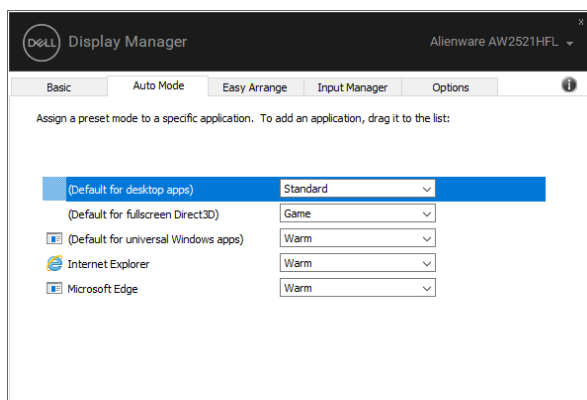 DELL Display Manager Alienware AW2521HFL
x
Basic Auto Mode Easy Arrange Input Manager Options
Assign a preset mode to a specific application. To add an application, drag it to the list:
(Default for desktop apps) Standard
(Default for fullscreen Direct3D) Game
(Default for universal Windows apps) Warm
Internet Explorer Warm
Microsoft Edge Warm